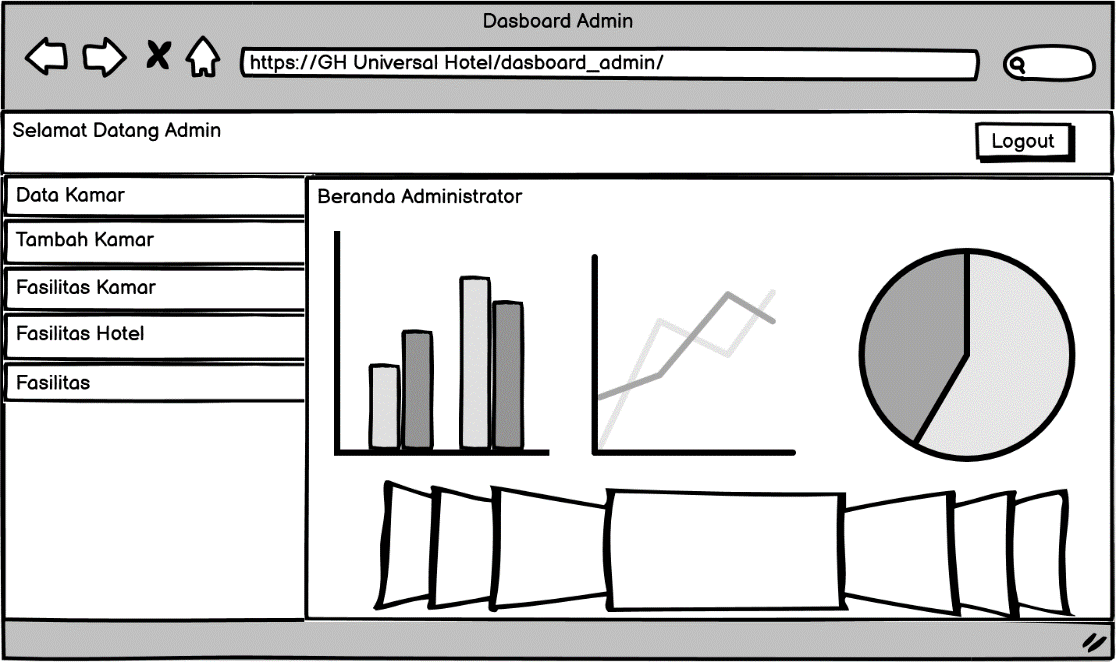 Dasboard Admin
https://GH Universal Hotel/dasboard_admin/
Selamat Datang Admin
Logout
Data Kamar
Tambah Kamar
Fasilitas Kamar
Fasilitas Hotel
Fasilitas
Beranda Administrator